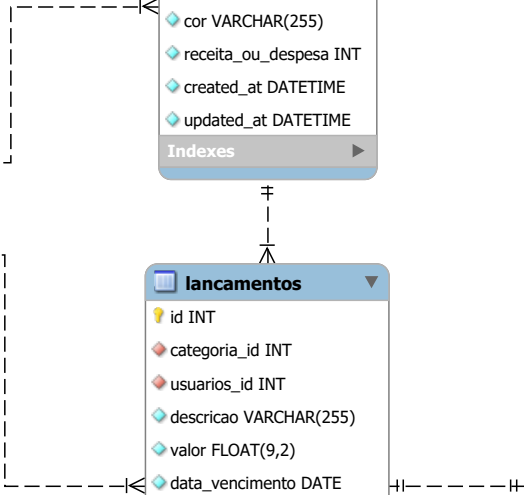 cor VARCHAR(255)
receita_ou_despesa INT
created_at DATETIME
updated_at DATETIME
Indexes
lancamentos
id INT
categoria_id INT
usuarios_id INT
descricao VARCHAR(255)
valor FLOAT(9,2)
data_vencimento DATE